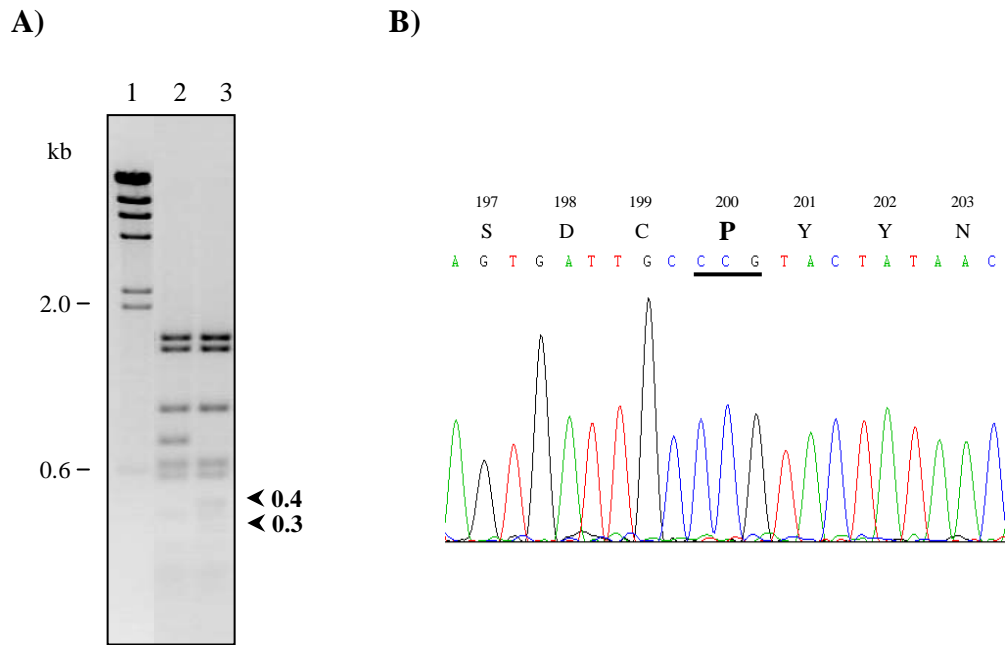 A)
B)
1 2 3
kb
2.0
0.6
0.4
0.3
197 198 199 200 201 202 203
S D C P Y Y N
A G T G A T T G C C C G T A C T A T A A C